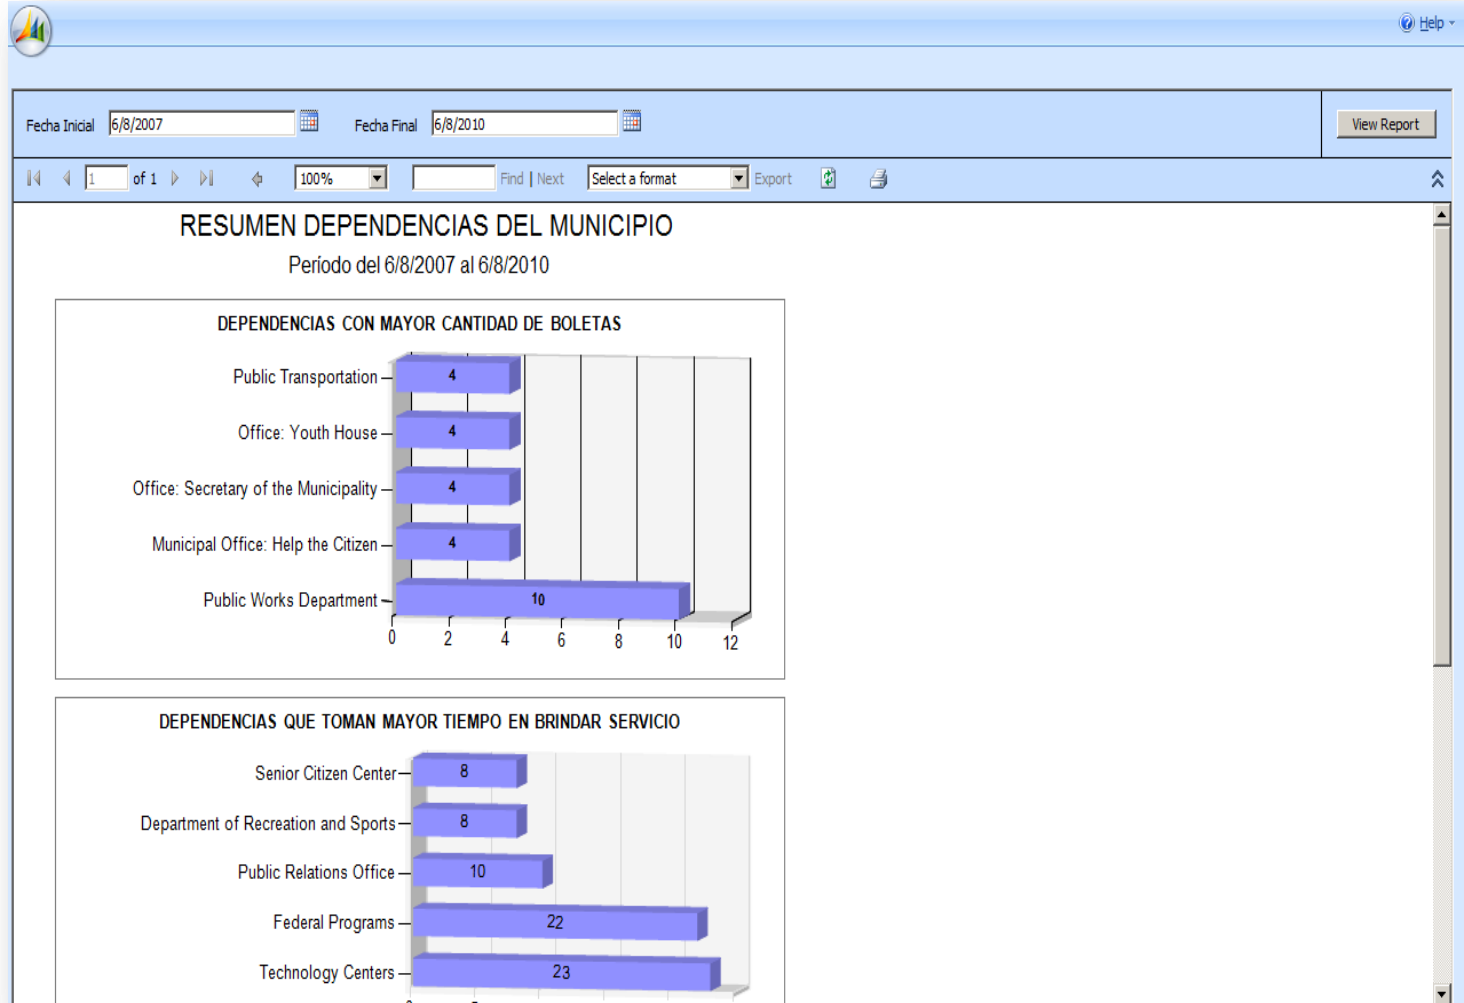 Help
Fecha Inicial 6/8/2007 Fecha Final 6/8/2010 View Report
1 of 1 100% Find | Next Select a format Export
RESUMEN DEPENDENCIAS DEL MUNICIPIO
Periodo del 6/8/2007 al 6/8/2010
DEPENDENCIAS CON MAYOR CANTIDAD DE BOLETAS
Public Transportation 4
Office: Youth House 4
Office: Secretary of the Municipality 4
Municipal Office: Help the Citizen 4
Public Works Department 10
0 2 4 6 8 10 12
DEPENDENCIAS QUE TOMAN MAYOR TIEMPO EN BRINDAR SERVICIO
Senior Citizen Center 8
Department of Recreation and Sports 8
Public Relations Office 10
Federal Programs 22
Technology Centers 23